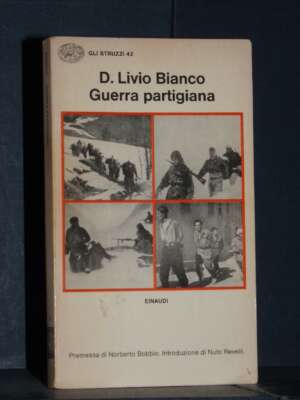 GLI STRUZZI 42
D. Livio Bianco
Guerra partigiana
EINAUDI
Premessa di Norberto Bobbio. Introduzione di Nuto Revelli.